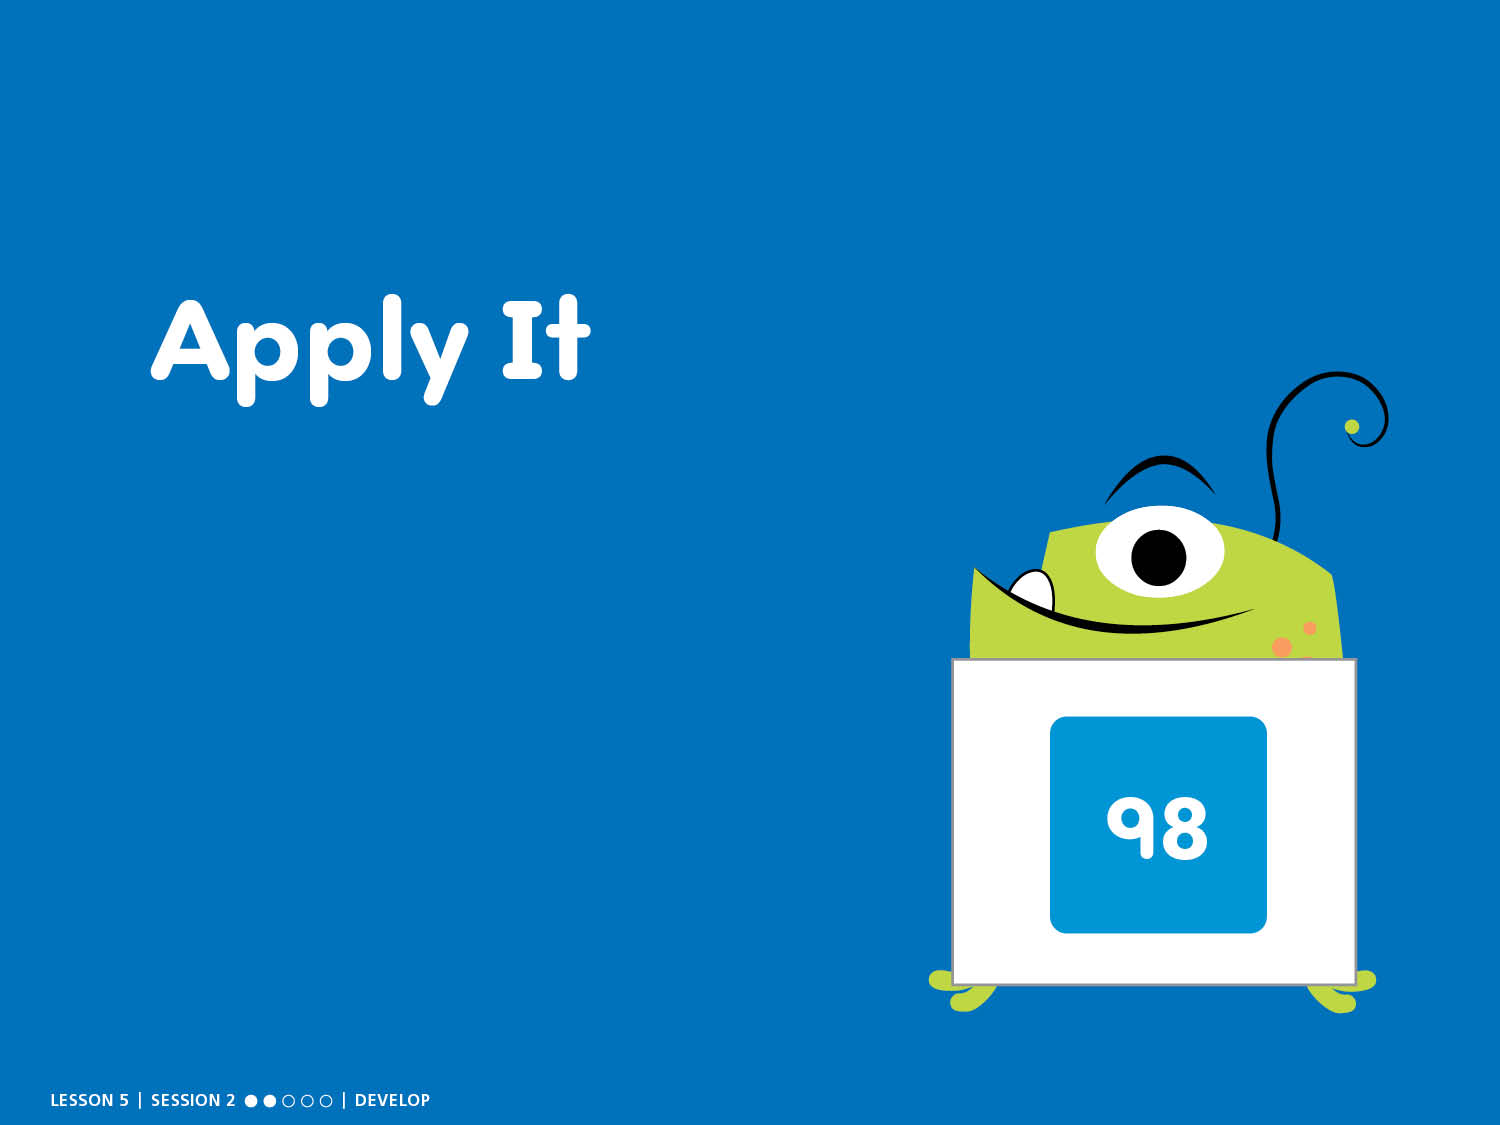 Apply It
98
LESSON 5 | SESSION 2 ●●○○○ | DEVELOP